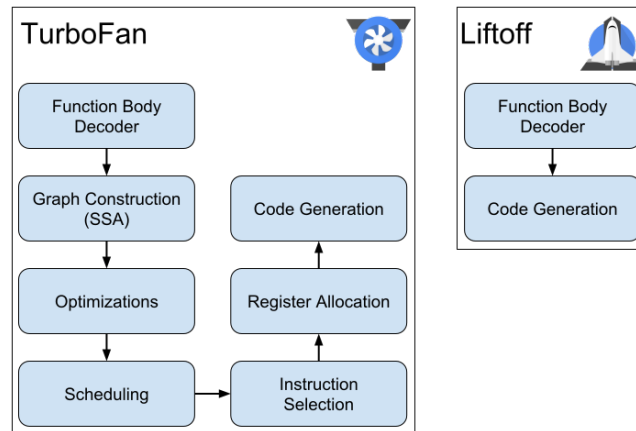 TurboFan
Function Body
Decoder
Graph Construction
(SSA)
Optimizations
Scheduling
Instruction
Selection
Register Allocation
Code Generation
Liftoff
Function Body
Decoder
Code Generation